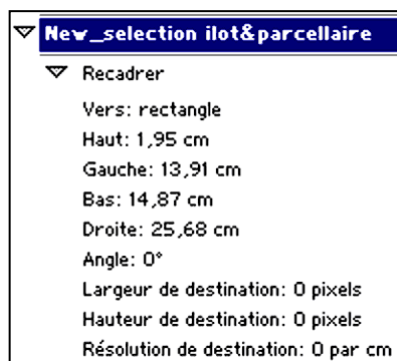 New_selection ilot&parcellaire
Recadrer
Vers: rectangle
Haut: 1,95 cm
Gauche: 13,91 cm
Bas: 14,87 cm
Droite: 25,68 cm
Angle: 0°
Largeur de destination: 0 pixels
Hauteur de destination: 0 pixels
Résolution de destination: 0 par cm